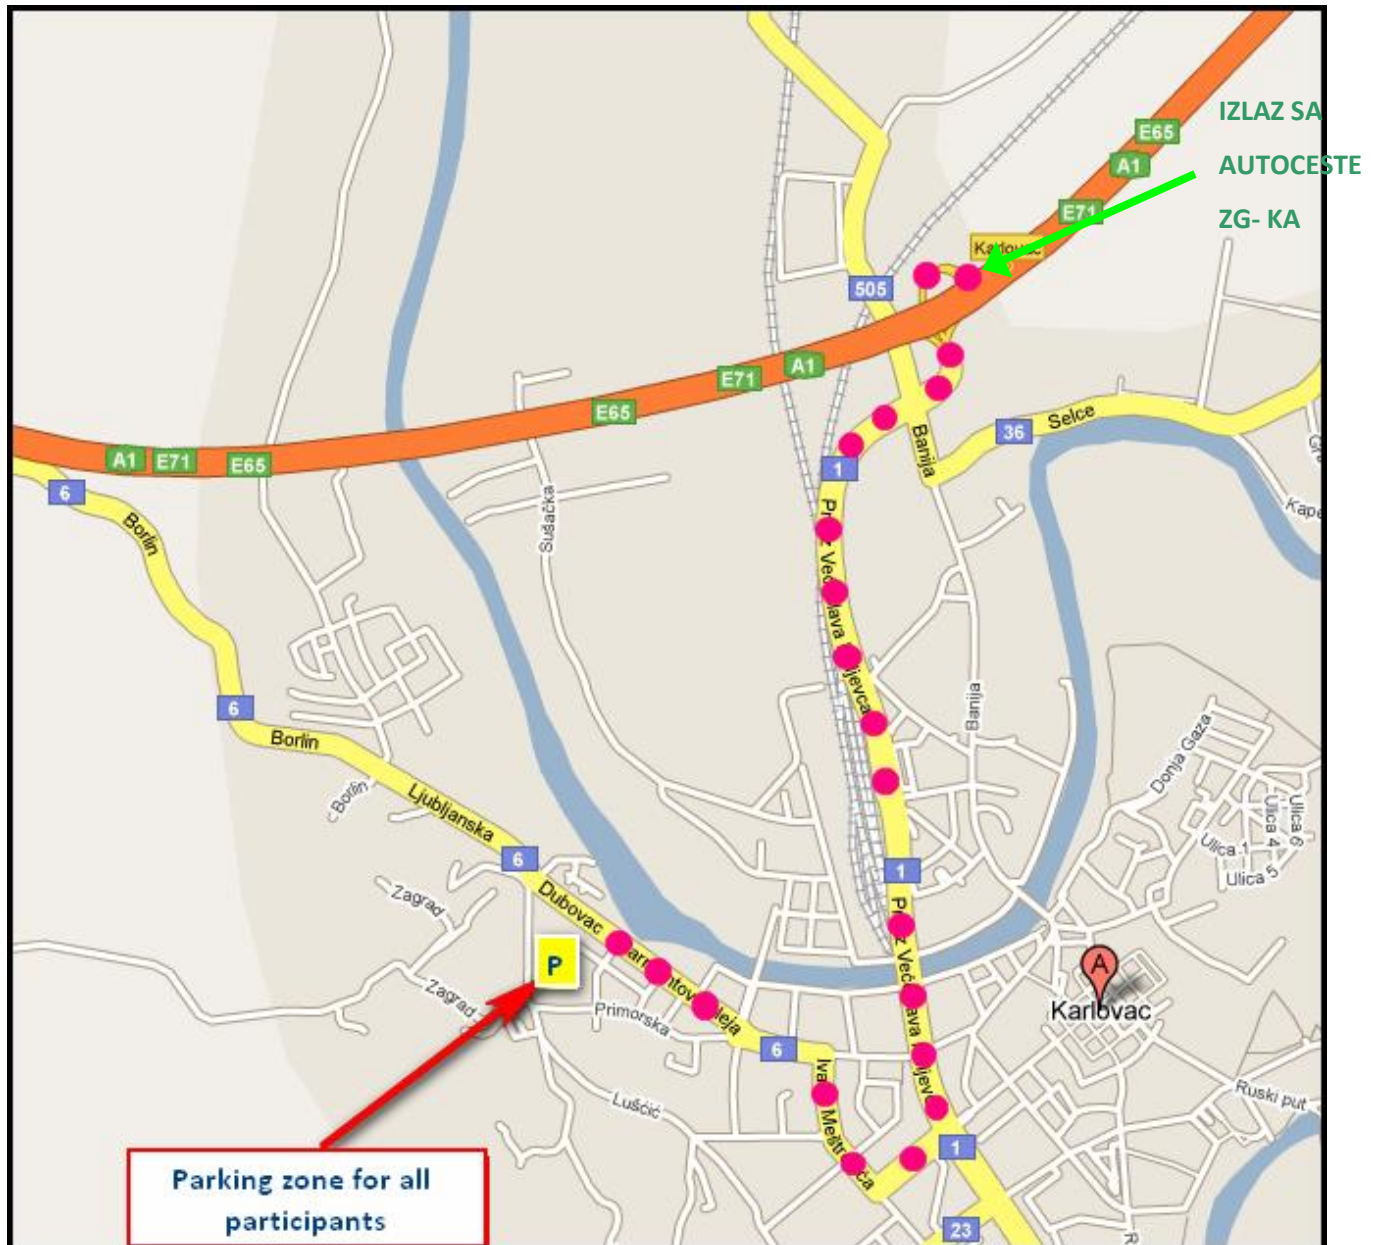 IZLAZ SA
AUTOCESTE
ZG- KA
E65
A1
E71
Karlovac
505
A1
E71
E65
36
Selce
Banija
1
A1
E71
E65
6
Borlin
Sušačka
6
Borlin
Borlin
Ljubljanska
6
Dubovac
Zagrad
Zagrad
P
Primorska
6
Luščić
Banija
1
Donja Gaza
Ulica 1
Ulica 4
Ulica 6
Ulica 5
A
Karlovac
Ruski put
1
23
Parking zone for all
participants